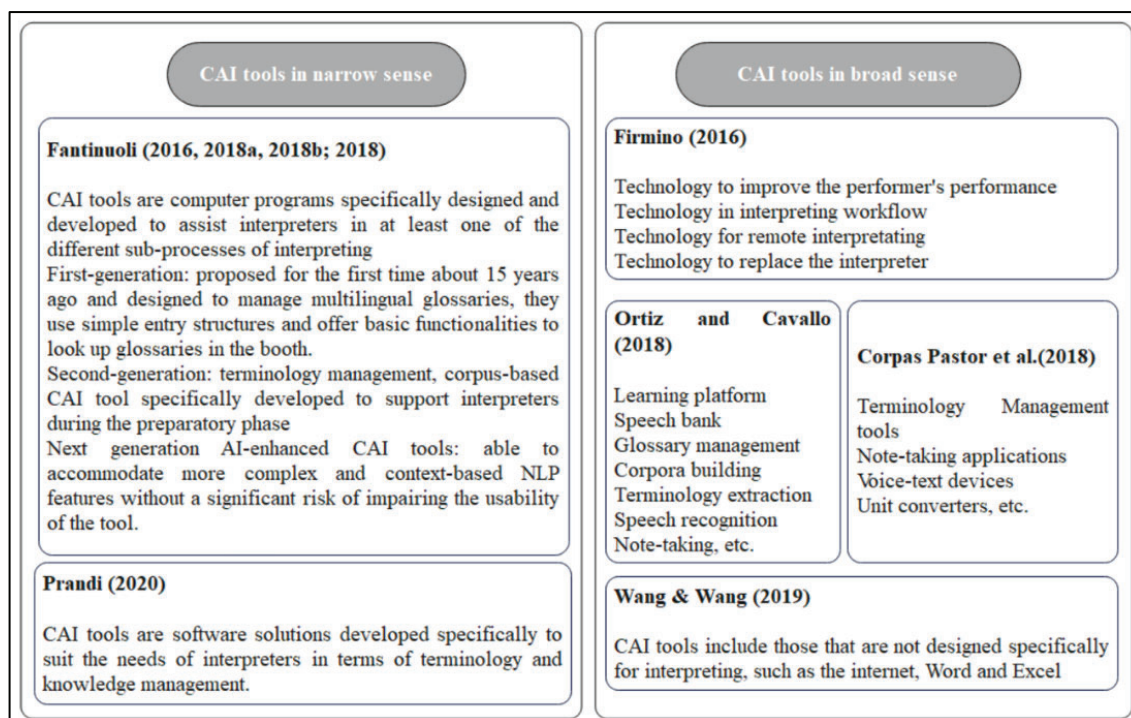 CAI tools in narrow sense
Fantinuoli (2016, 2018a, 2018b; 2018)
CAI tools are computer programs specifically designed and
developed to assist interpreters in at least one of the
different sub-processes of interpreting
First-generation: proposed for the first time about 15 years
ago and designed to manage multilingual glossaries, they
use simple entry structures and offer basic functionalities to
look up glossaries in the booth.
Second-generation: terminology management, corpus-based
CAI tool specifically developed to support interpreters
during the preparatory phase
Next generation AI-enhanced CAI tools: able to
accommodate more complex and context-based NLP
features without a significant risk of impairing the usability
of the tool.
Prandi (2020)
CAI tools are software solutions developed specifically to
suit the needs of interpreters in terms of terminology and
knowledge management.
CAI tools in broad sense
Firmino (2016)
Technology to improve the performer's performance
Technology in interpreting workflow
Technology for remote interpretating
Technology to replace the interpreter
Ortiz and Cavallo
(2018)
Learning platform
Speech bank
Glossary management
Corpora building
Terminology extraction
Speech recognition
Note-taking, etc.
Corpas Pastor et al.(2018)
Terminology Management
tools
Note-taking applications
Voice-text devices
Unit converters, etc.
Wang & Wang (2019)
CAI tools include those that are not designed specifically
for interpreting, such as the internet, Word and Excel